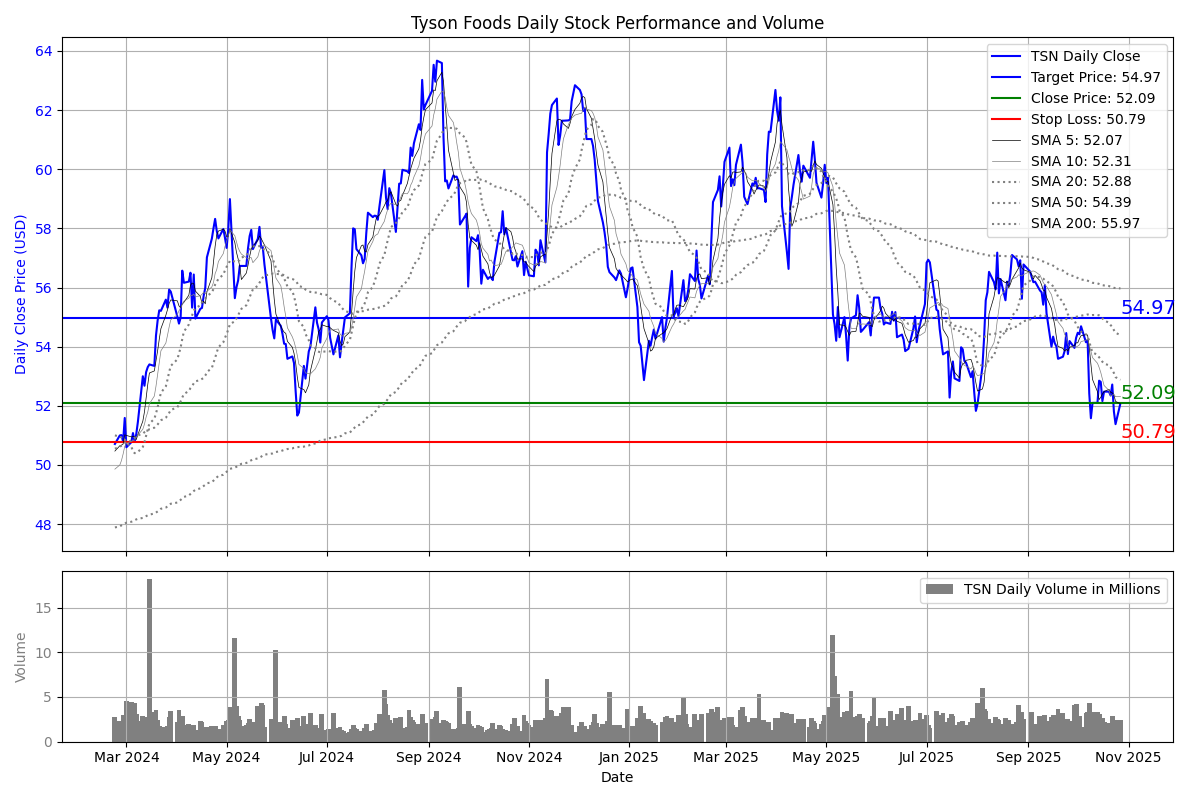 Tyson Foods Daily Stock Performance and Volume
Daily Close Price (USD)
64
62
60
58
56
54
52
50
48
TSN Daily Close
Target Price: 54.97
Close Price: 52.09
Stop Loss: 50.79
SMA 5: 52.07
SMA 10: 52.31
SMA 20: 52.88
SMA 50: 54.39
SMA 200: 55.97
54.97
52.09
50.79
Volume
15
10
5
0
TSN Daily Volume in Millions
Mar 2024 May 2024 Jul 2024 Sep 2024 Nov 2024 Jan 2025 Mar 2025 May 2025 Jul 2025 Sep 2025 Nov 2025
Date